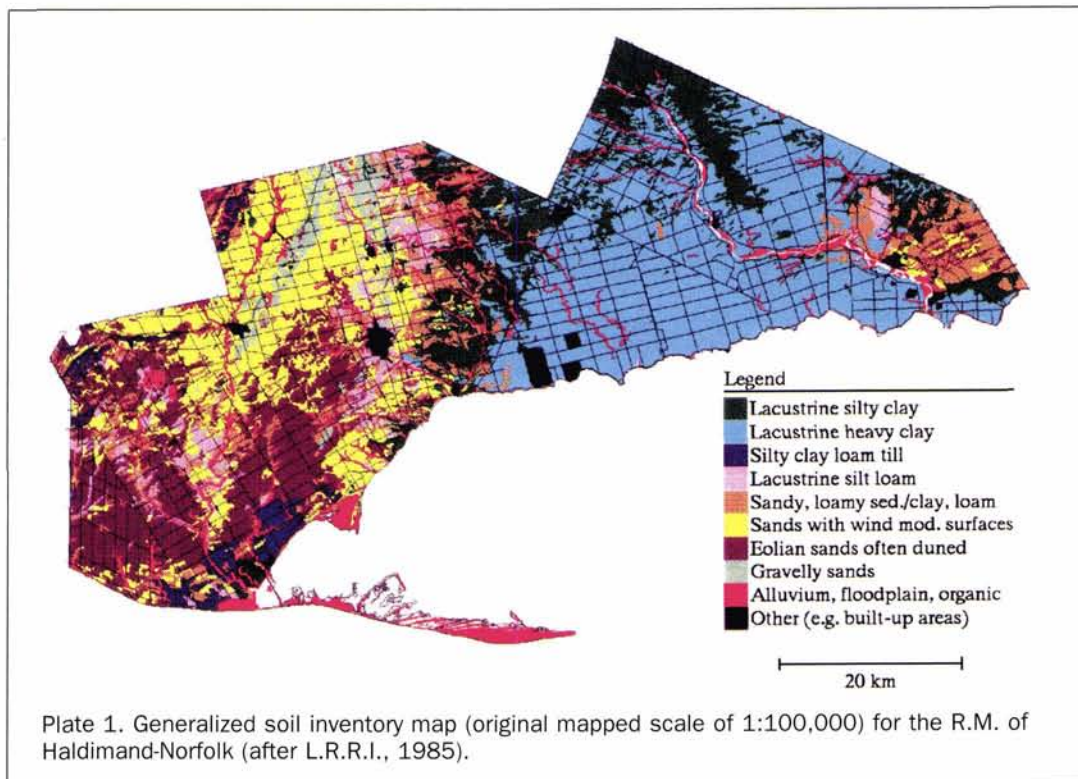 Legend
Lacustrine silty clay
Lacustrine heavy clay
Silty clay loam till
Lacustrine silt loam
Sandy, loamy sed./clay, loam
Sands with wind mod. surfaces
Eolian sands often duned
Gravelly sands
Alluvium, floodplain, organic
Other (e.g. built-up areas)
20 km
Plate 1. Generalized soil inventory map (original mapped scale of 1:100,000) for the R.M. of
Haldimand-Norfolk (after L.R.R.I., 1985).